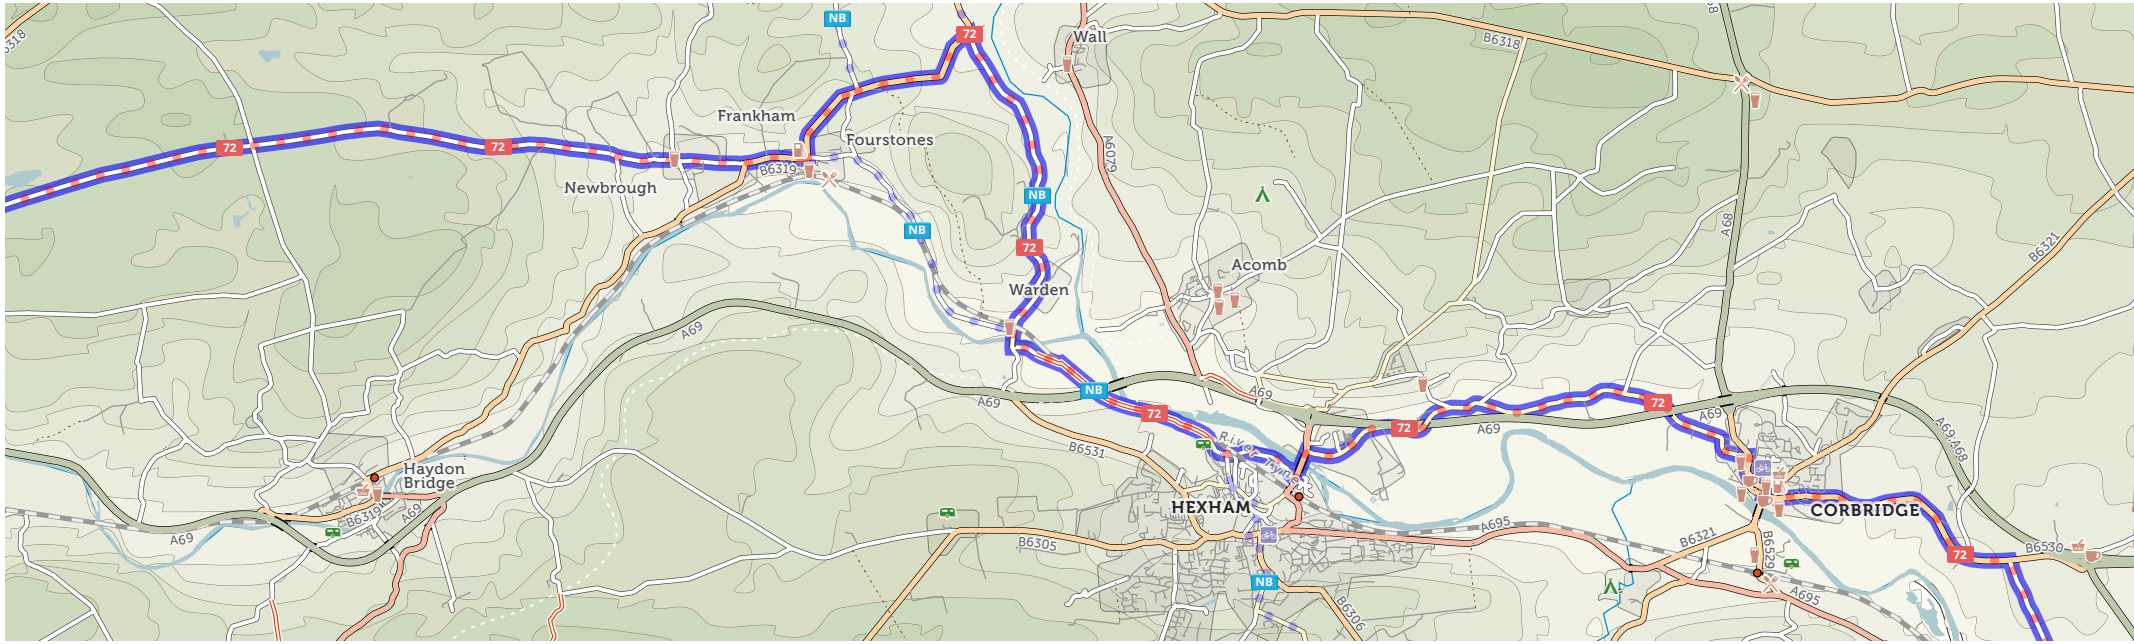 NB
72
Wall
B6318
68
B6318
Frankham
72
72
Fourstones
A6079
B6319
Newbrough
NB
NB
A68
72
B6321
Acomb
Warden
A69
NB
A69
A69
72
72
A69
72
A69
A69,A68
River Tyne
B6531
Haydon
Bridge
HEXHAM
CORBRIDGE
B6319
A69
A69
A695
B6321
B6529
B6305
72
B6530
NB
B6306
A695